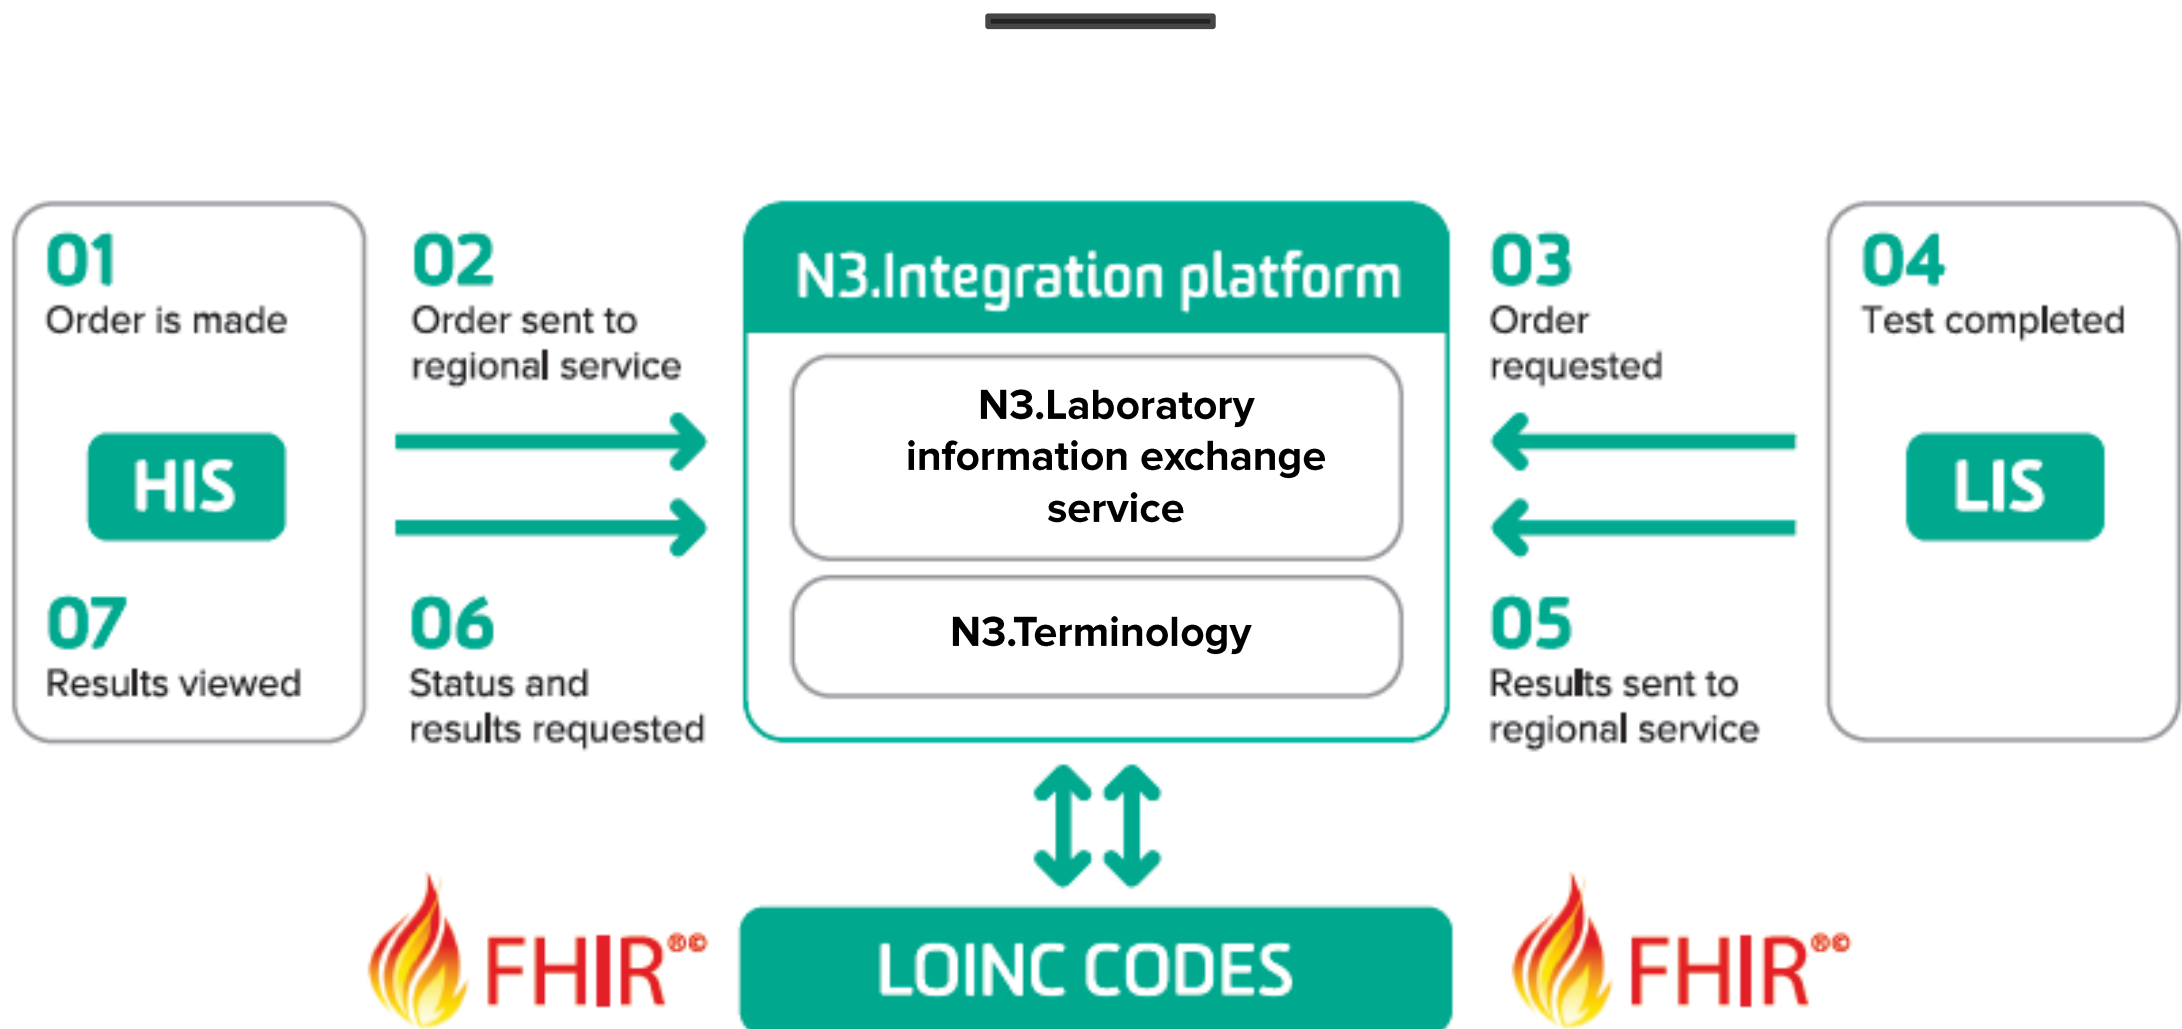 01
Order is made
HIS
07
Results viewed
02
Order sent to
regional service
06
Status and
results requested
N3.Integration platform
N3.Laboratory
information exchange
service
N3.Terminology
03
Order
requested
05
Results sent to
regional service
04
Test completed
LIS
FHIR®©
LOINC CODES
FHIR®©